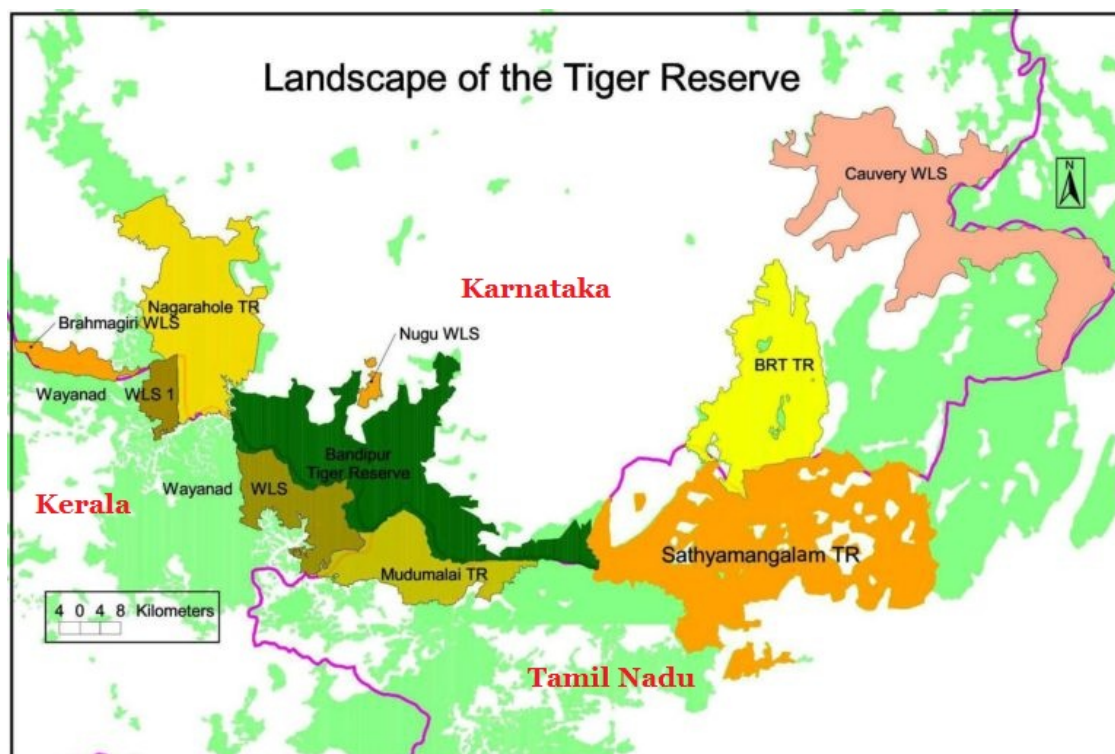 Landscape of the Tiger Reserve
Cauvery WLS
N
Karnataka
Nagarahole TR
Brahmagiri WLS
Nugu WLS
BRT TR
Wayanad WLS 1
Bandipur
Tiger Reserve
Wayanad WLS
Kerala
Sathyamangalam TR
Mudumalai TR
4 0 4 8 Kilometers
Tamil Nadu